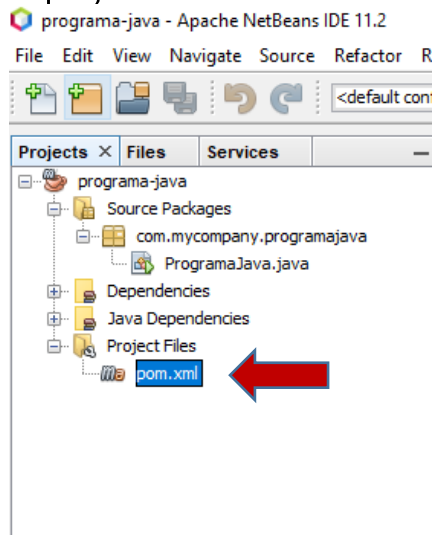 programa-java - Apache NetBeans IDE 11.2
File Edit View Navigate Source Refactor R
<default con
Projects × Files Services
programa-java
Source Packages
com.mycompany.programajava
ProgramaJava.java
Dependencies
Java Dependencies
Project Files
pom.xml